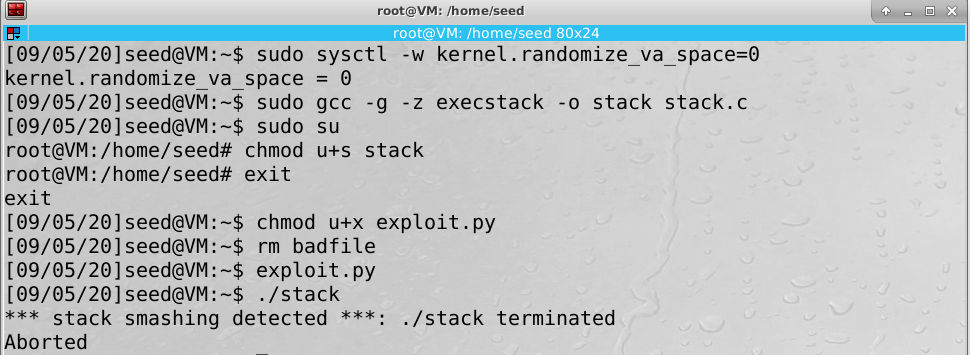 root@VM: /home/seed
root@VM: /home/seed 80x24
[09/05/20]seed@VM:~$ sudo sysctl -w kernel.randomize_va_space=0
kernel.randomize_va_space = 0
[09/05/20]seed@VM:~$ sudo gcc -g -z execstack -o stack stack.c
[09/05/20]seed@VM:~$ sudo su
root@VM:/home/seed# chmod u+s stack
root@VM:/home/seed# exit
exit
[09/05/20]seed@VM:~$ chmod u+x exploit.py
[09/05/20]seed@VM:~$ rm badfile
[09/05/20]seed@VM:~$ exploit.py
[09/05/20]seed@VM:~$ ./stack
*** stack smashing detected ***: ./stack terminated
Aborted